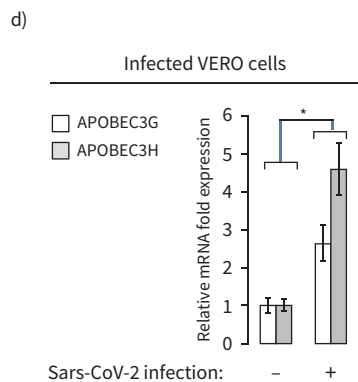 d)
Infected VERO cells
APOBEC3G
APOBEC3H
Relative mRNA fold expression
6
5
4
3
2
1
0
*
Sars-CoV-2 infection: – +